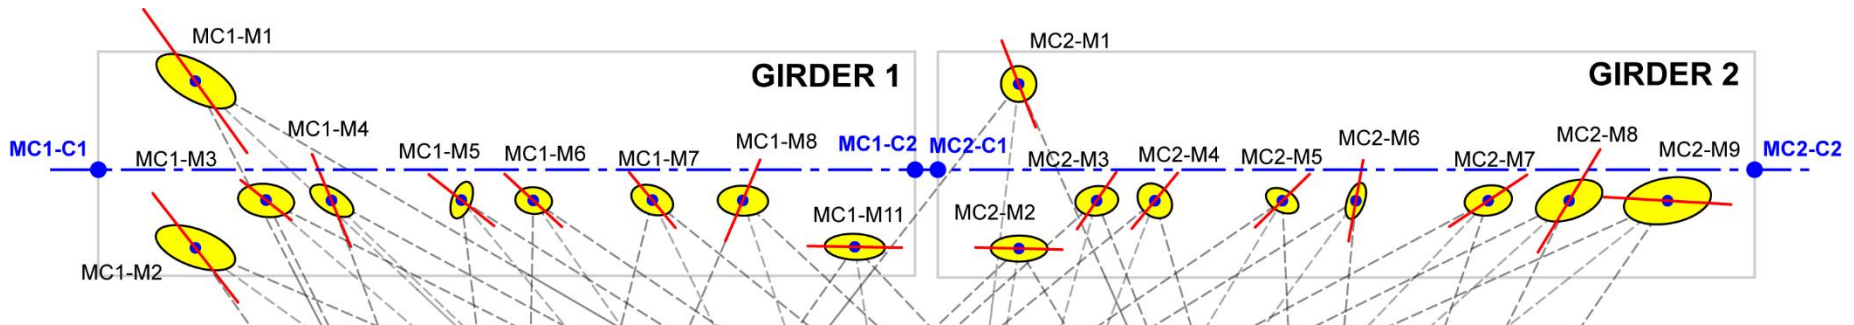 MC1-M1
MC2-M1
GIRDER 1
GIRDER 2
MC1-M4
MC1-M8
MC2-M6
MC2-M8
MC1-C1
MC1-M3
MC1-M5
MC1-M6
MC1-M7
MC1-C2
MC2-C1
MC2-M3
MC2-M4
MC2-M5
MC2-M7
MC2-M9
MC2-C2
MC1-M11
MC2-M2
MC1-M2